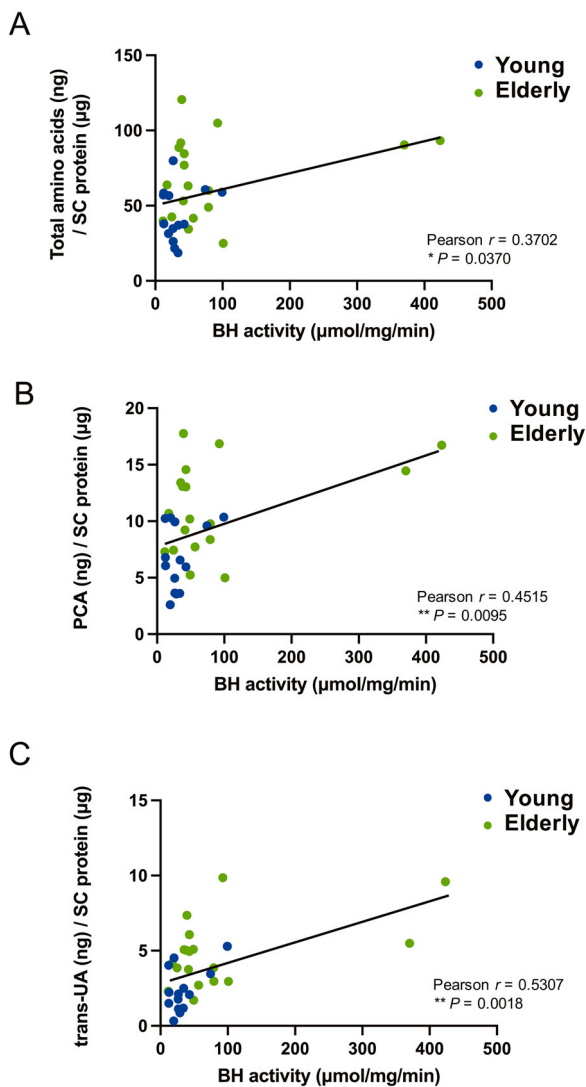 A
Young
Elderly
Total amino acids (ng)
/ SC protein (µg)
150
100
50
0
0 100 200 300 400 500
BH activity (µmol/mg/min)
Pearson r = 0.3702
* P = 0.0370
B
Young
Elderly
PCA (ng) / SC protein (µg)
20
15
10
5
0
0 100 200 300 400 500
BH activity (µmol/mg/min)
Pearson r = 0.4515
** P = 0.0095
C
Young
Elderly
trans-UA (ng) / SC protein (µg)
15
10
5
0
0 100 200 300 400 500
BH activity (µmol/mg/min)
Pearson r = 0.5307
** P = 0.0018